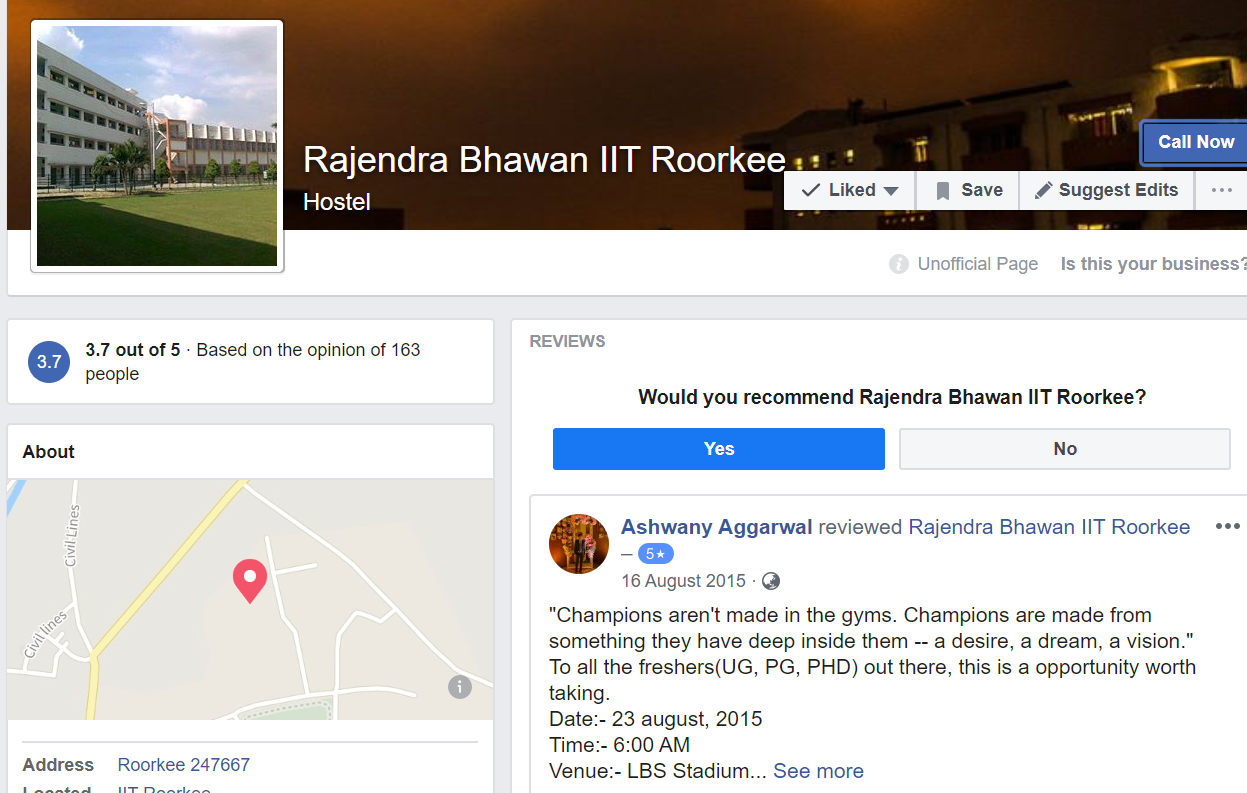 Rajendra Bhawan IIT Roorkee
Hostel
Call Now
Liked
Save
Suggest Edits
Unofficial Page
Is this your business?
3.7
3.7 out of 5 · Based on the opinion of 163
people
About
Civil Lines
Civil lines
Address Roorkee 247667
Located IIT Roorkee
REVIEWS
Would you recommend Rajendra Bhawan IIT Roorkee?
Yes
No
Ashwany Aggarwal reviewed Rajendra Bhawan IIT Roorkee
— 5★
16 August 2015 ·
"Champions aren't made in the gyms. Champions are made from
something they have deep inside them -- a desire, a dream, a vision."
To all the freshers(UG, PG, PHD) out there, this is a opportunity worth
taking.
Date:- 23 august, 2015
Time:- 6:00 AM
Venue:- LBS Stadium... See more